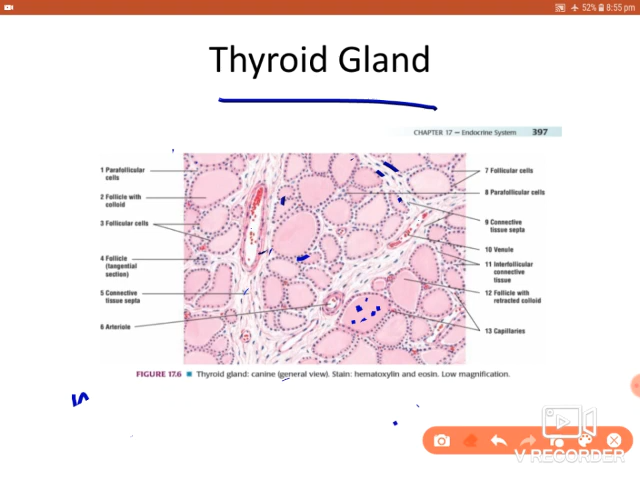 52% 8:55 pm
Thyroid Gland
CHAPTER 17 — Endocrine System 397
1 Parafollicular
cells
2 Follicle with
colloid
3 Follicular cells
4 Follicle
(tangential
section)
5 Connective
tissue septa
6 Arteriole
7 Follicular cells
8 Parafollicular cells
9 Connective
tissue septa
10 Venule
11 Interfollicular
connective
tissue
12 Follicle with
retracted colloid
13 Capillaries
FIGURE 17.6 ■ Thyroid gland: canine (general view). Stain: hematoxylin and eosin. Low magnification.
V RECORDER